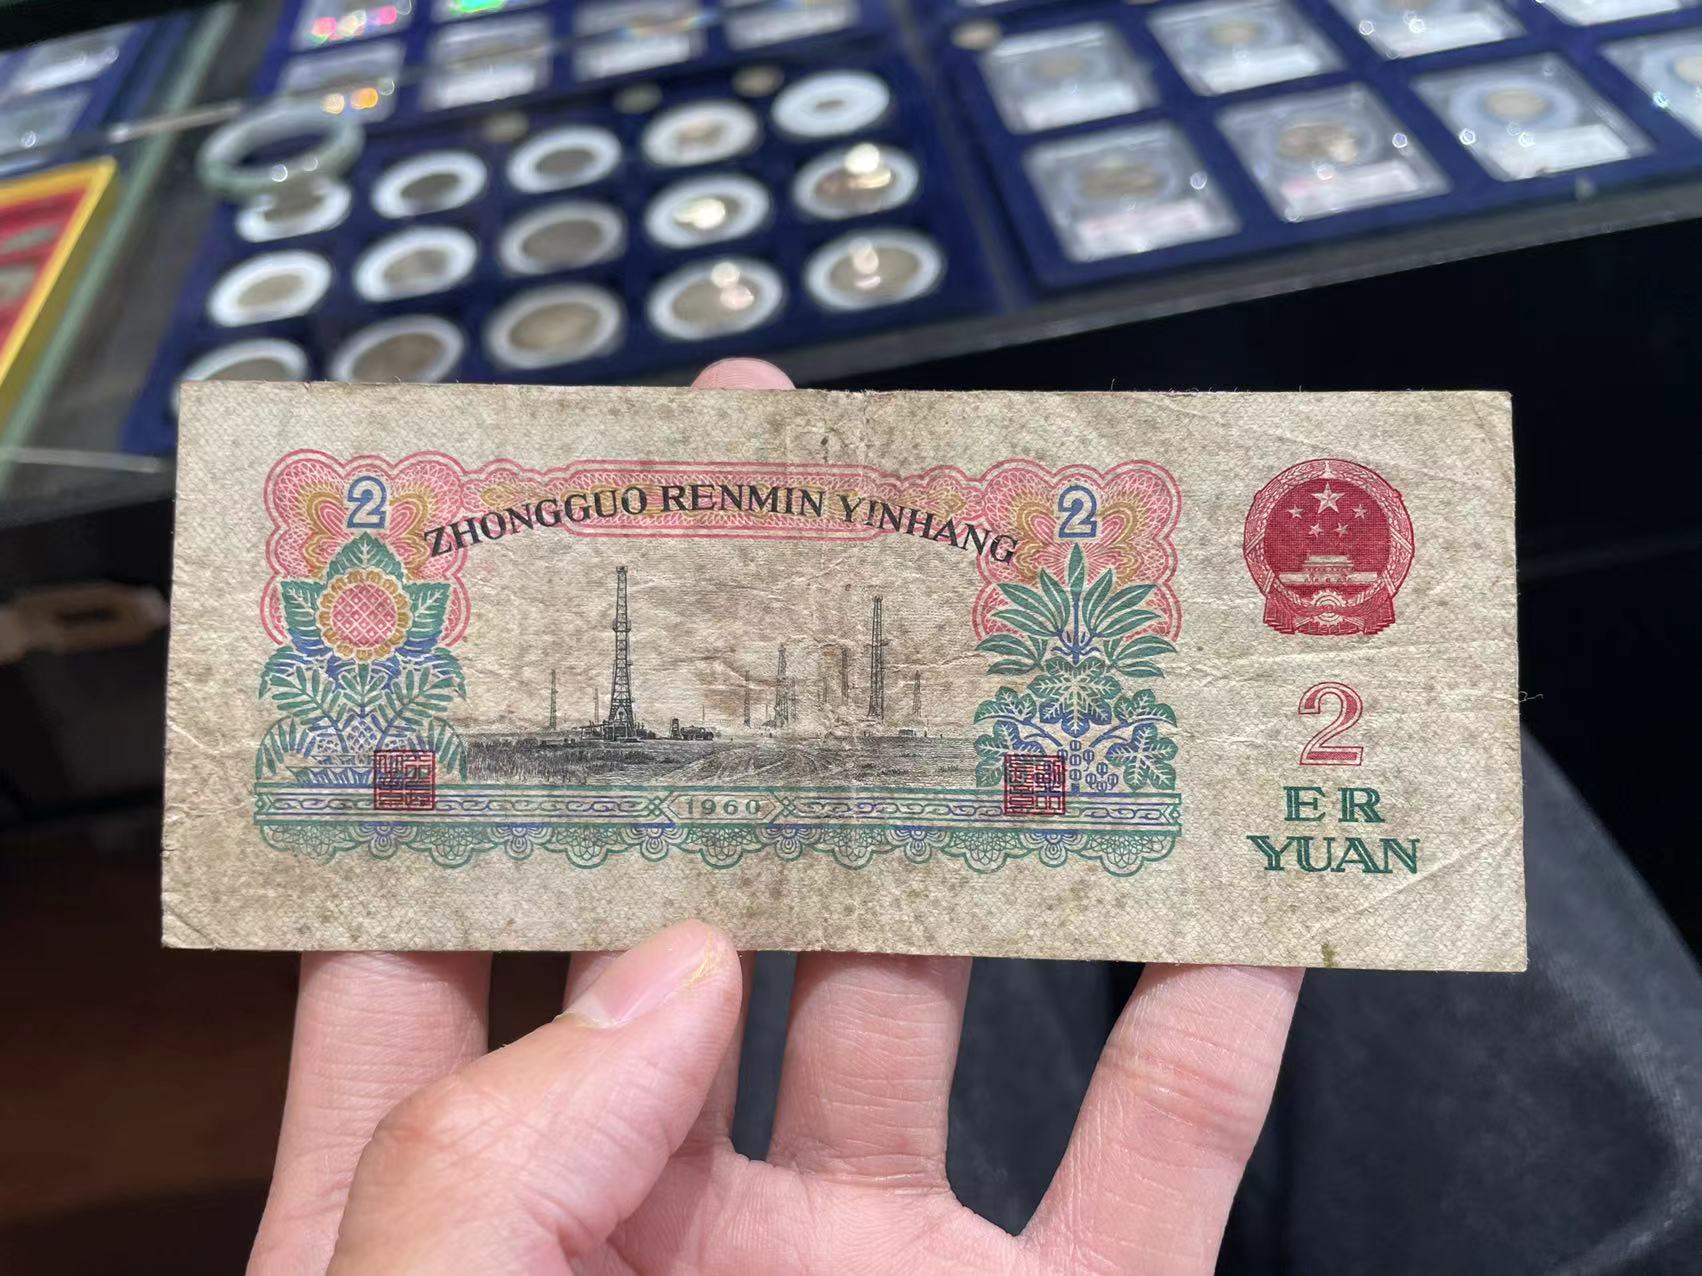 2
2
ZHONGGUO RENMIN YINHANG
2
ER
YUAN
1960